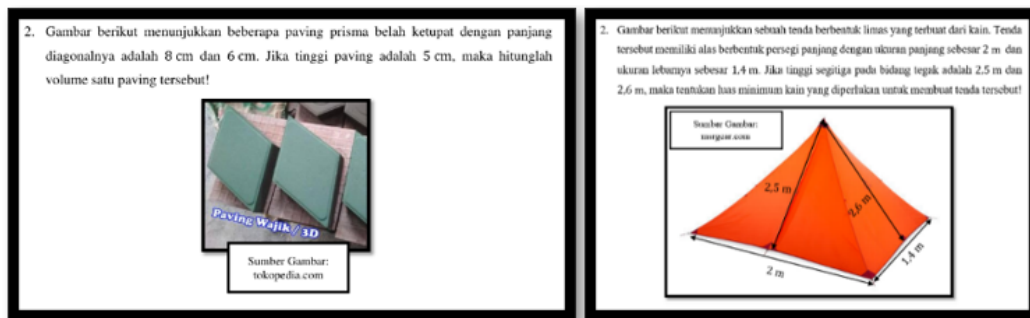 2. Gambar berikut menunjukkan beberapa paving prisma belah ketupat dengan panjang
diagonalnya adalah 8 cm dan 6 cm. Jika tinggi paving adalah 5 cm, maka hitunglah
volume satu paving tersebut!
Paving Wajik / 3D
Sumber Gambar:
tokopedia.com
2. Gambar berikut menunjukkan sebuah tenda berbentuk limas yang terbuat dari kain. Tenda
tersebut memiliki alas berbentuk persegi panjang dengan ukuran panjang sebesar 2 m dan
ukuran lebarnya sebesar 1,4 m. Jika tinggi segitiga pada bidang tegak adalah 2,5 m dan
2,6 m, maka tentukan luas minimum kain yang diperlukan untuk membuat tenda tersebut!
Sumber Gambar:
2,5 m
2,6 m
2 m
1,4 m